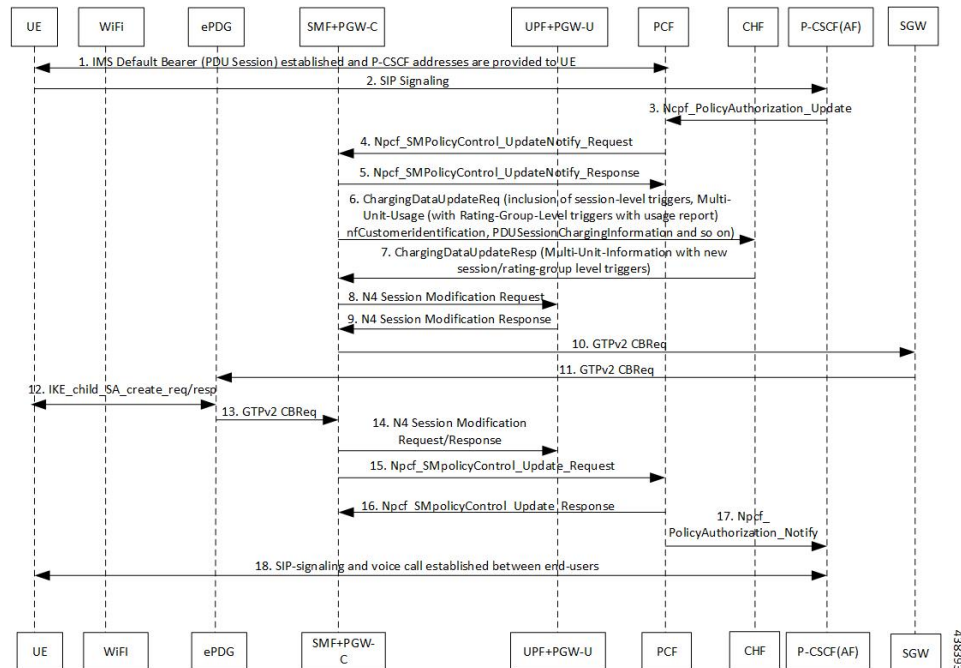 UE
WiFi
ePDG
SMF+PGW-C
UPF+PGW-U
PCF
CHF
P-CSCF(AF)
SGW
1. IMS Default Bearer (PDU Session) established and P-CSCF addresses are provided to UE
2. SIP Signaling
3. Ncpf_PolicyAuthorization_Update
4. Npcf_SMPolicyControl_UpdateNotify_Request
5. Npcf_SMPolicyControl_UpdateNotify_Response
6. ChargingDataUpdateReq (inclusion of session-level triggers, Multi-
Unit-Usage (with Rating-Group-Level triggers with usage report)
nfCustomeridentification, PDUSessionChargingInformation and so on)
7. ChargingDataUpdateResp (Multi-Unit-Information with new
session/rating-group level triggers)
8. N4 Session Modification Request
9. N4 Session Modification Response
10. GTPv2 CBReq
11. GTPv2 CBReq
12. IKE_child_SA_create_req/resp
13. GTPv2 CBReq
14. N4 Session Modification
Request/Response
15. Npcf_SMpolicyControl_Update_Request
16. Npcf_SMpolicyControl_Update_Response
17. Npcf_
PolicyAuthorization_Notify
18. SIP-signaling and voice call established between end-users
UE
WiFI
ePDG
SMF+PGW-
C
UPF+PGW-U
PCF
CHF
P-CSCF(AF)
SGW